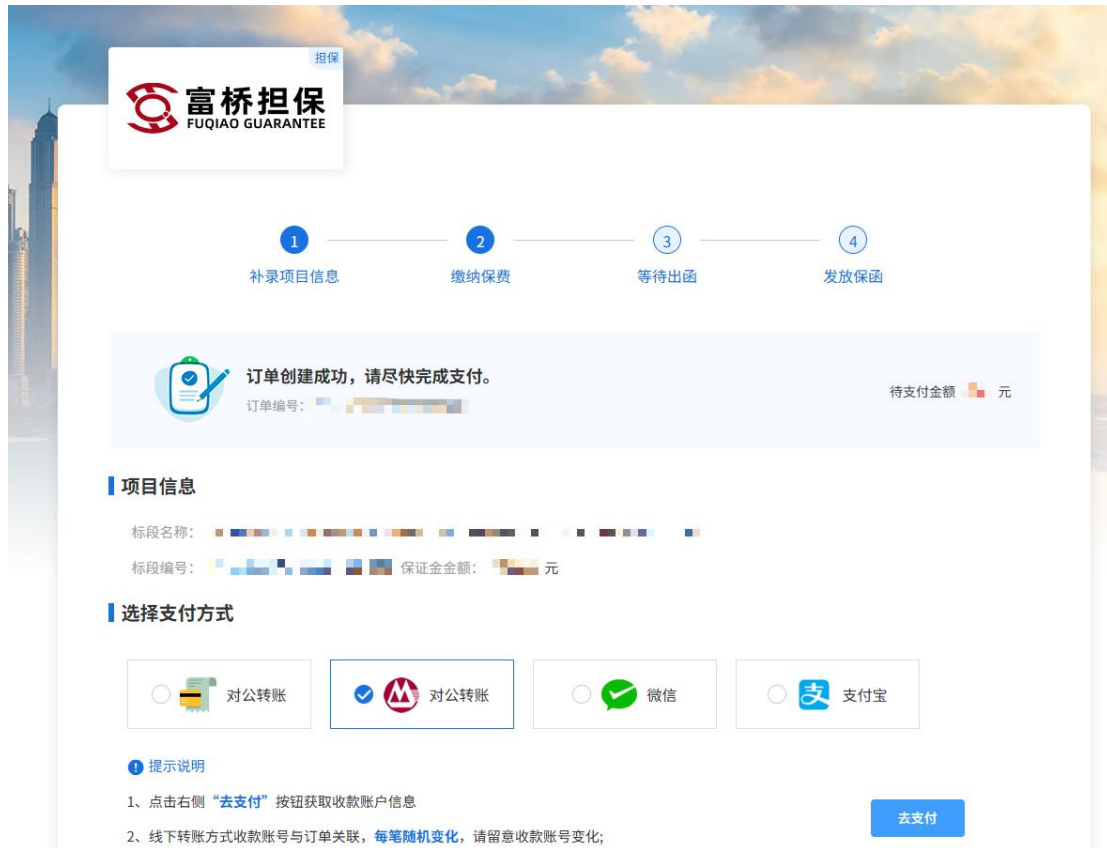 担保
富桥担保
FUQIAO GUARANTEE
1
2
3
4
补录项目信息
缴纳保费
等待出函
发放保函
订单创建成功，请尽快完成支付。
订单编号：
待支付金额 元
项目信息
标段名称：
标段编号： 保证金金额： 元
选择支付方式
对公转账
对公转账
微信
支 支付宝
提示说明
1、点击右侧“去支付”按钮获取收款账户信息
去支付
2、线下转账方式收款账号与订单关联，每笔随机变化，请留意收款账号变化;